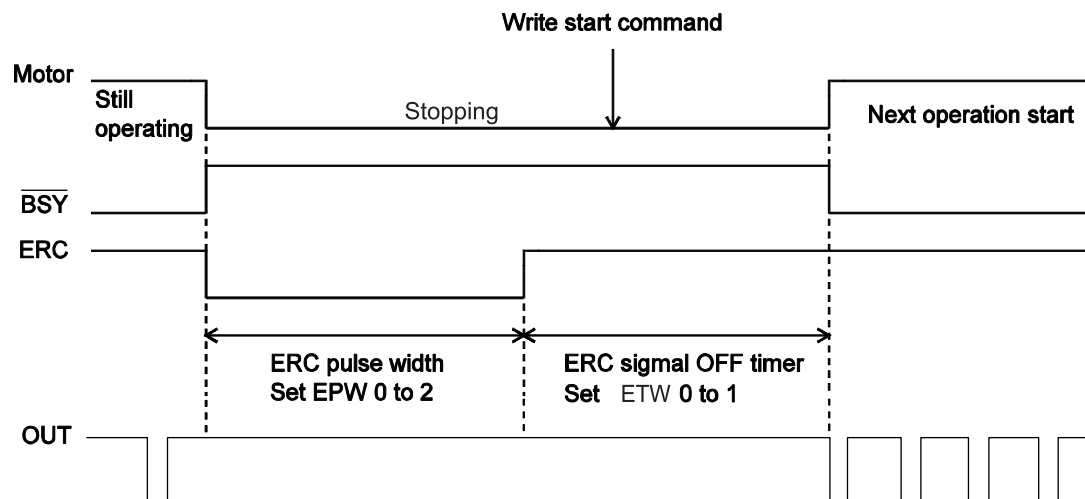 Write start command
Motor
Still
operating
Stopping
Next operation start
BSY
ERC
ERC pulse width
Set EPW 0 to 2
ERC sigmal OFF timer
Set ETW 0 to 1
OUT